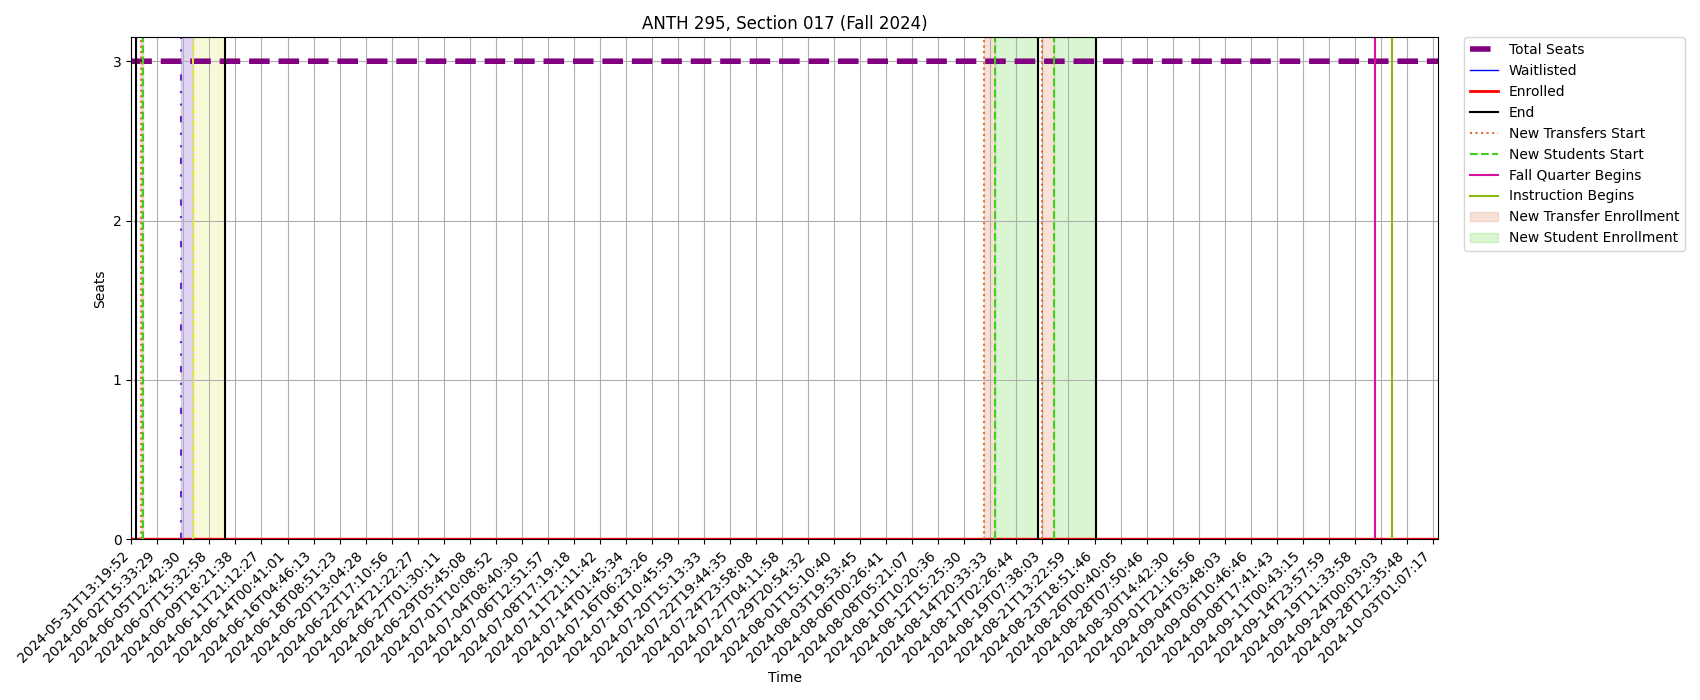 ANTH 295, Section 017 (Fall 2024)
3
2
1
0
Seats
Total Seats
Waitlisted
Enrolled
End
New Transfers Start
New Students Start
Fall Quarter Begins
Instruction Begins
New Transfer Enrollment
New Student Enrollment
2024-05-31T13:19:52
2024-06-02T15:33:29
2024-06-05T12:42:30
2024-06-07T15:32:58
2024-06-09T18:21:38
2024-06-11T21:12:27
2024-06-14T00:41:01
2024-06-16T04:46:13
2024-06-18T08:51:23
2024-06-20T13:04:28
2024-06-22T17:10:56
2024-06-24T21:22:27
2024-06-27T01:30:11
2024-06-29T05:45:08
2024-07-01T10:08:52
2024-07-04T08:40:30
2024-07-06T12:51:57
2024-07-08T17:19:18
2024-07-11T21:11:42
2024-07-14T01:45:34
2024-07-16T06:23:26
2024-07-18T10:45:59
2024-07-20T15:13:33
2024-07-22T19:44:35
2024-07-24T23:58:08
2024-07-27T04:11:58
2024-07-29T20:54:32
2024-08-01T15:10:40
2024-08-03T19:53:45
2024-08-06T00:26:41
2024-08-08T05:21:07
2024-08-10T10:20:36
2024-08-12T15:25:30
2024-08-14T20:33:33
2024-08-17T02:26:44
2024-08-19T07:38:03
2024-08-21T13:22:59
2024-08-23T18:51:46
2024-08-26T00:40:05
2024-08-28T07:50:46
2024-08-30T14:42:30
2024-09-01T21:16:56
2024-09-04T03:48:03
2024-09-06T10:46:46
2024-09-08T17:41:43
2024-09-11T00:43:15
2024-09-14T23:57:59
2024-09-19T11:33:58
2024-09-24T00:03:03
2024-09-28T12:35:48
2024-10-03T01:07:17
Time